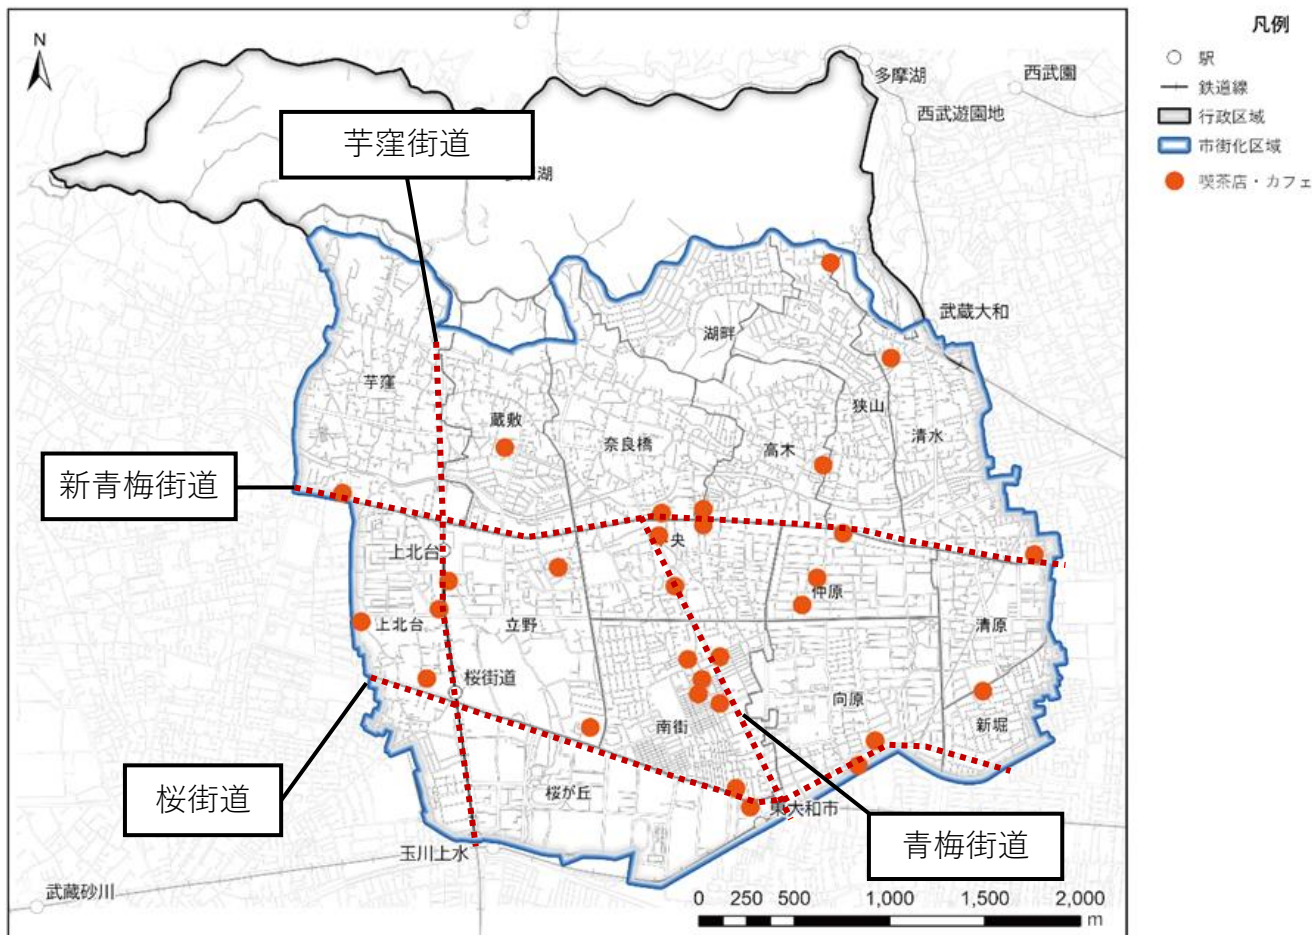 凡例
駅
鉄道線
行政区域
市街化区域
喫茶店・カフェ
N
多摩湖
西武園
西武遊園地
芋窪街道
湖
武蔵大和
湖畔
芋窪
狭山
蔵敷
奈良橋
高木
清水
新青梅街道
上北台
央
仲原
上北台
立野
清原
桜街道
向原
南街
新堀
桜街道
桜が丘
東大和市
青梅街道
玉川上水
武蔵砂川
0 250 500 1,000 1,500 2,000
m